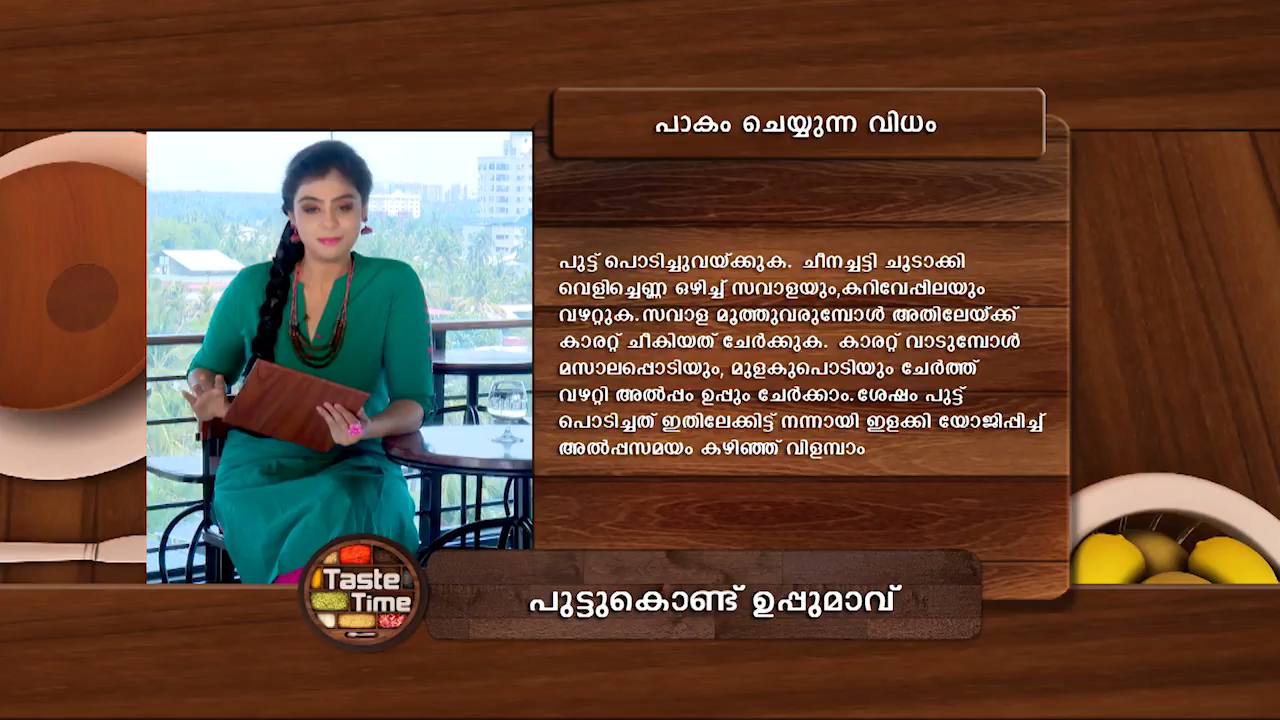 പാകം ചെയ്യുന്ന വിധം
പുട്ട് പൊടിച്ചുവയ്ക്കുക. ചീനച്ചട്ടി ചൂടാക്കി
വെളിച്ചെണ്ണ ഒഴിച്ച് സവാളയും,കറിവേപ്പിലയും
വഴറ്റുക.സവാള മൂത്തുവരുമ്പോൾ അതിലേയ്ക്ക്
കാരറ്റ് ചീകിയത് ചേർക്കുക. കാരറ്റ് വാടുമ്പോൾ
മസാലപ്പൊടിയും, മുളകുപൊടിയും ചേർത്ത്
വഴറ്റി അൽപ്പം ഉപ്പും ചേർക്കാം.ശേഷം പുട്ട്
പൊടിച്ചത് ഇതിലേക്കിട്ട് നന്നായി ഇളക്കി യോജിപ്പിച്ച്
അൽപ്പസമയം കഴിഞ്ഞ് വിളമ്പാം
Taste
Time
പുട്ടുകൊണ്ട് ഉപ്പുമാവ്